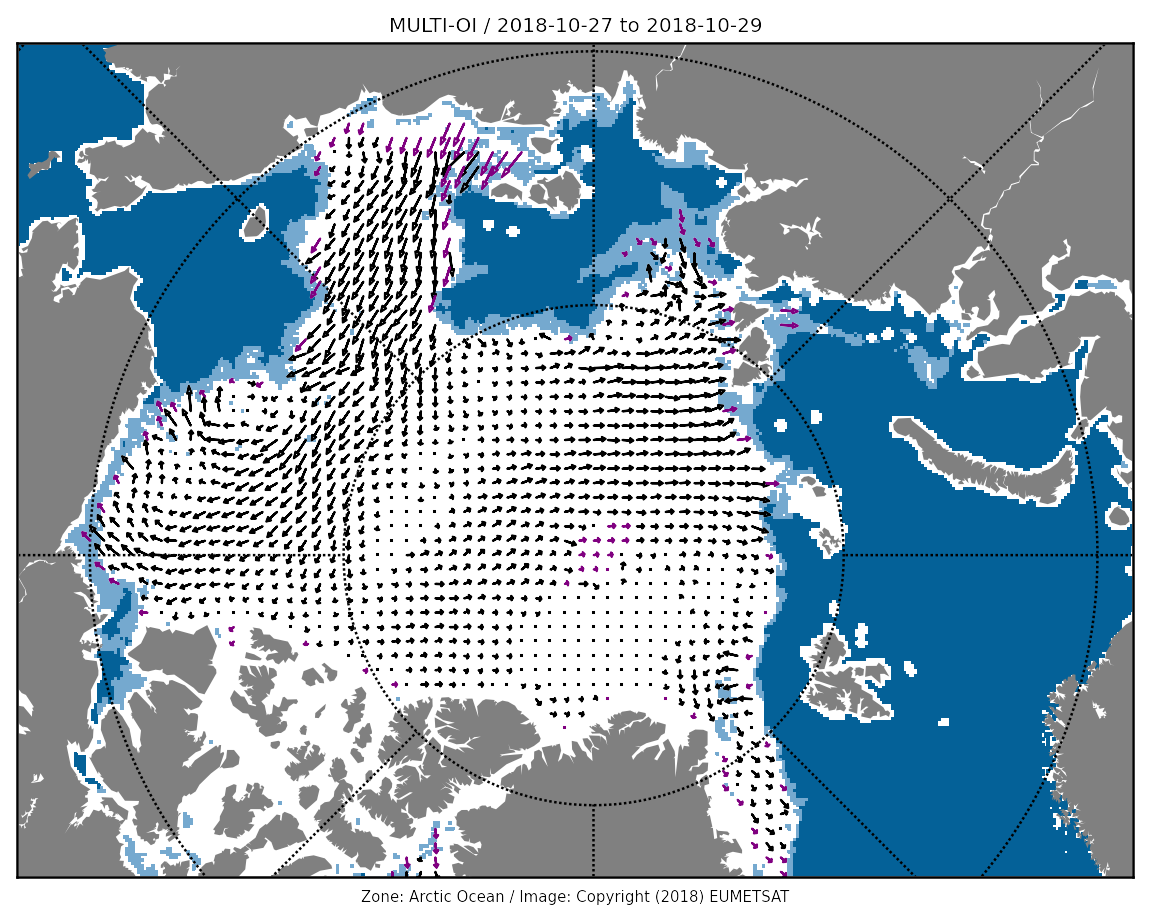 MULTI-OI / 2018-10-27 to 2018-10-29
Zone: Arctic Ocean / Image: Copyright (2018) EUMETSAT